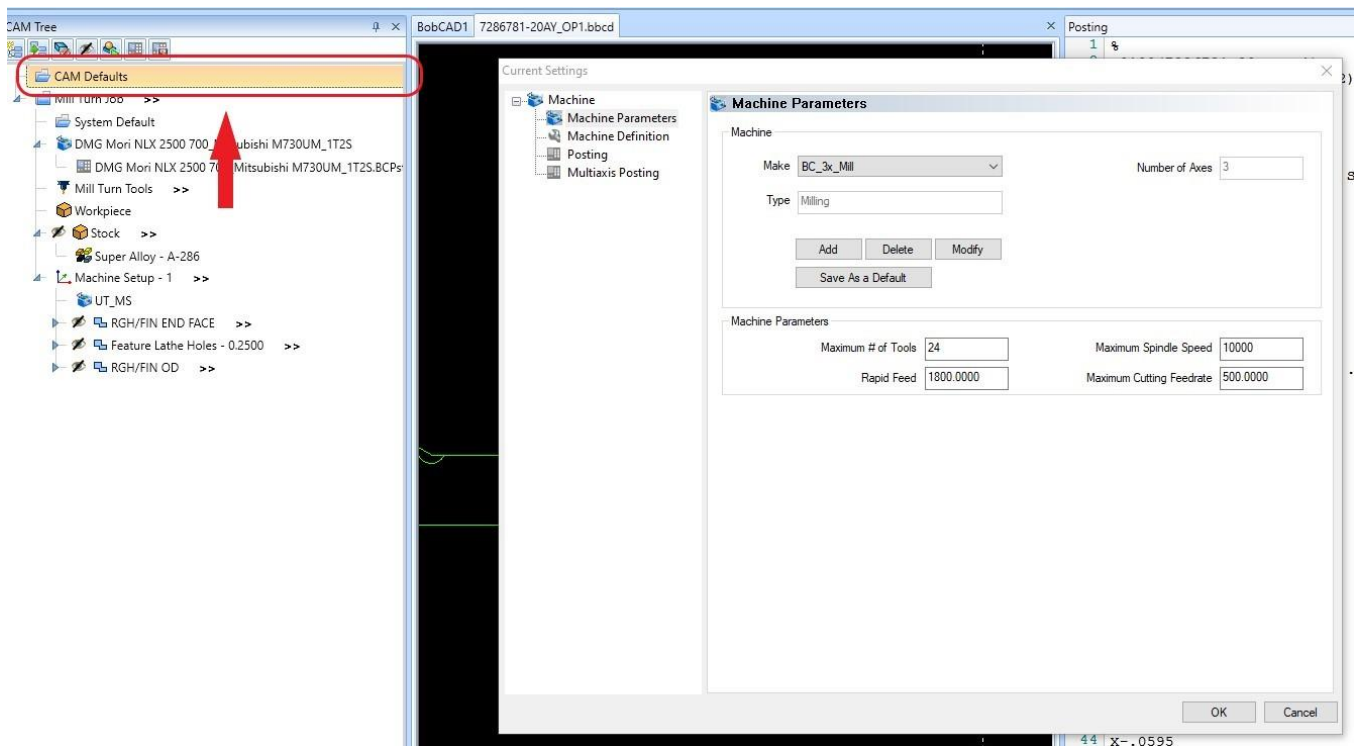 CAM Tree
CAM Defaults
Mill Turn Job >>
System Default
DMG Mori NLX 2500 700_Mitsubishi M730UM_1T2S
DMG Mori NLX 2500 700_Mitsubishi M730UM_1T2S.BCPs
Mill Turn Tools >>
Workpiece
Stock >>
Super Alloy - A-286
Machine Setup - 1 >>
UT_MS
RGH/FIN END FACE >>
Feature Lathe Holes - 0.2500 >>
RGH/FIN OD >>
BobCAD1 7286781-20AY_OP1.bbcd
Current Settings
Machine
Machine Parameters
Machine Definition
Posting
Multiaxis Posting
Machine Parameters
Machine
Make BC_3x_Mill Number of Axes 3
Type Milling
Add Delete Modify
Save As a Default
Machine Parameters
Maximum # of Tools 24 Maximum Spindle Speed 10000
Rapid Feed 1800.0000 Maximum Cutting Feedrate 500.0000
OK Cancel
Posting
1 %
44 X-.0595